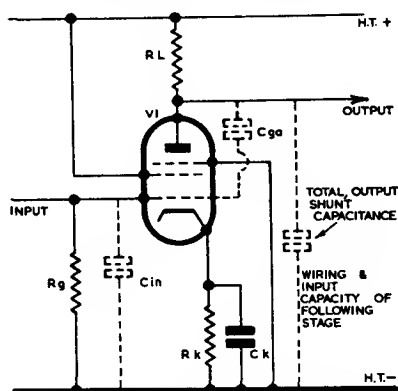 H.T.+
RL
V1
Cga
OUTPUT
TOTAL, OUTPUT
SHUNT
CAPACITANCE
INPUT
Cin
WIRING &
INPUT
CAPACITY OF
FOLLOWING
STAGE
Rg
Rk
Ck
H.T.-